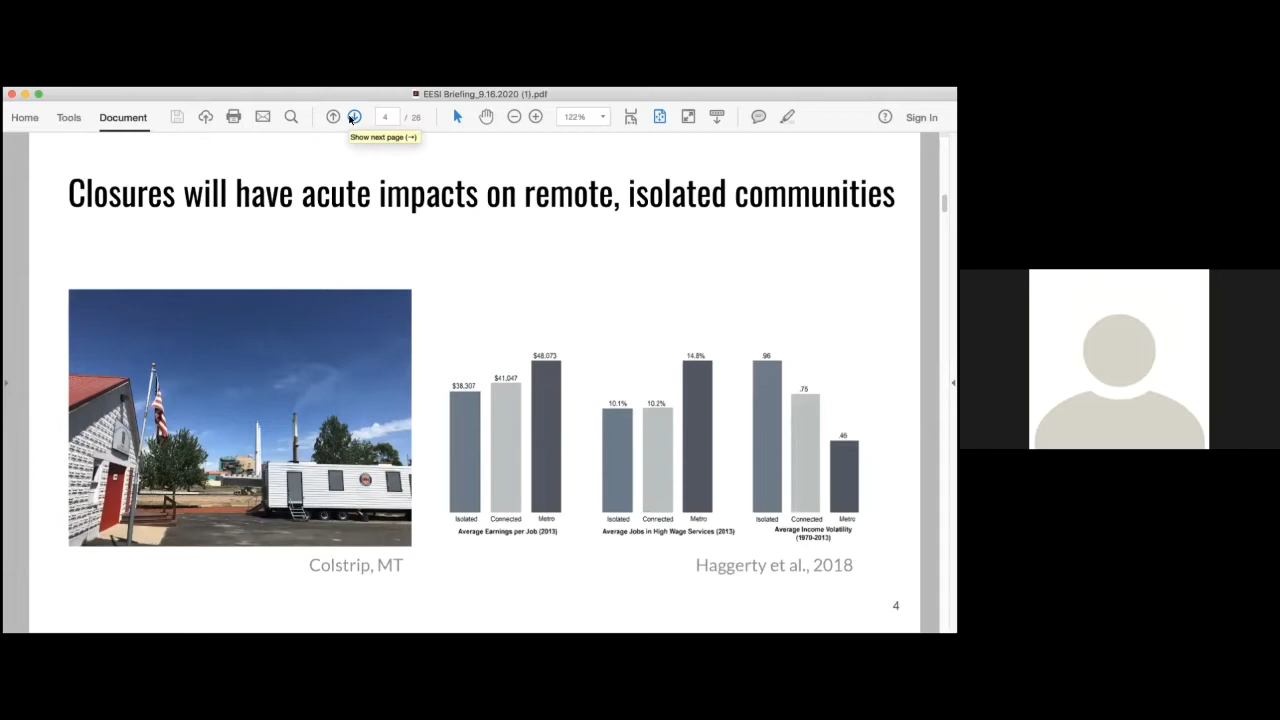 EESI Briefing_9.16.2020 (1).pdf
Home
Tools
Document
4 / 26
122%
Sign In
Show next page (→)
Closures will have acute impacts on remote, isolated communities
$38,307
$41,047
$48,073
Isolated
Connected
Metro
Average Earnings per Job (2013)
10.1%
10.2%
14.8%
Isolated
Connected
Metro
Average Jobs in High Wage Services (2013)
.96
.75
.46
Isolated
Connected
Metro
Average Income Volatility
(1970-2013)
Colstrip, MT
Haggerty et al., 2018
4